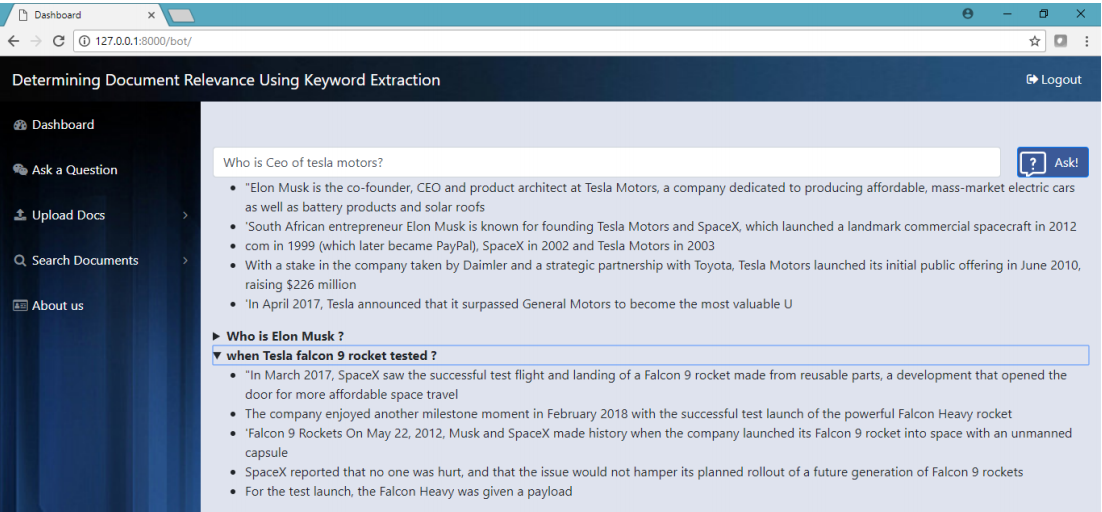 Dashboard
127.0.0.1:8000/bot/
Determining Document Relevance Using Keyword Extraction
Logout
Dashboard
Ask a Question
Upload Docs
Search Documents
About us
Who is Ceo of tesla motors?
? Ask!
• "Elon Musk is the co-founder, CEO and product architect at Tesla Motors, a company dedicated to producing affordable, mass-market electric cars
as well as battery products and solar roofs
• 'South African entrepreneur Elon Musk is known for founding Tesla Motors and SpaceX, which launched a landmark commercial spacecraft in 2012
• com in 1999 (which later became PayPal), SpaceX in 2002 and Tesla Motors in 2003
• With a stake in the company taken by Daimler and a strategic partnership with Toyota, Tesla Motors launched its initial public offering in June 2010,
raising $226 million
• 'In April 2017, Tesla announced that it surpassed General Motors to become the most valuable U
Who is Elon Musk ?
when Tesla falcon 9 rocket tested ?
• "In March 2017, SpaceX saw the successful test flight and landing of a Falcon 9 rocket made from reusable parts, a development that opened the
door for more affordable space travel
• The company enjoyed another milestone moment in February 2018 with the successful test launch of the powerful Falcon Heavy rocket
• 'Falcon 9 Rockets On May 22, 2012, Musk and SpaceX made history when the company launched its Falcon 9 rocket into space with an unmanned
capsule
• SpaceX reported that no one was hurt, and that the issue would not hamper its planned rollout of a future generation of Falcon 9 rockets
• For the test launch, the Falcon Heavy was given a payload